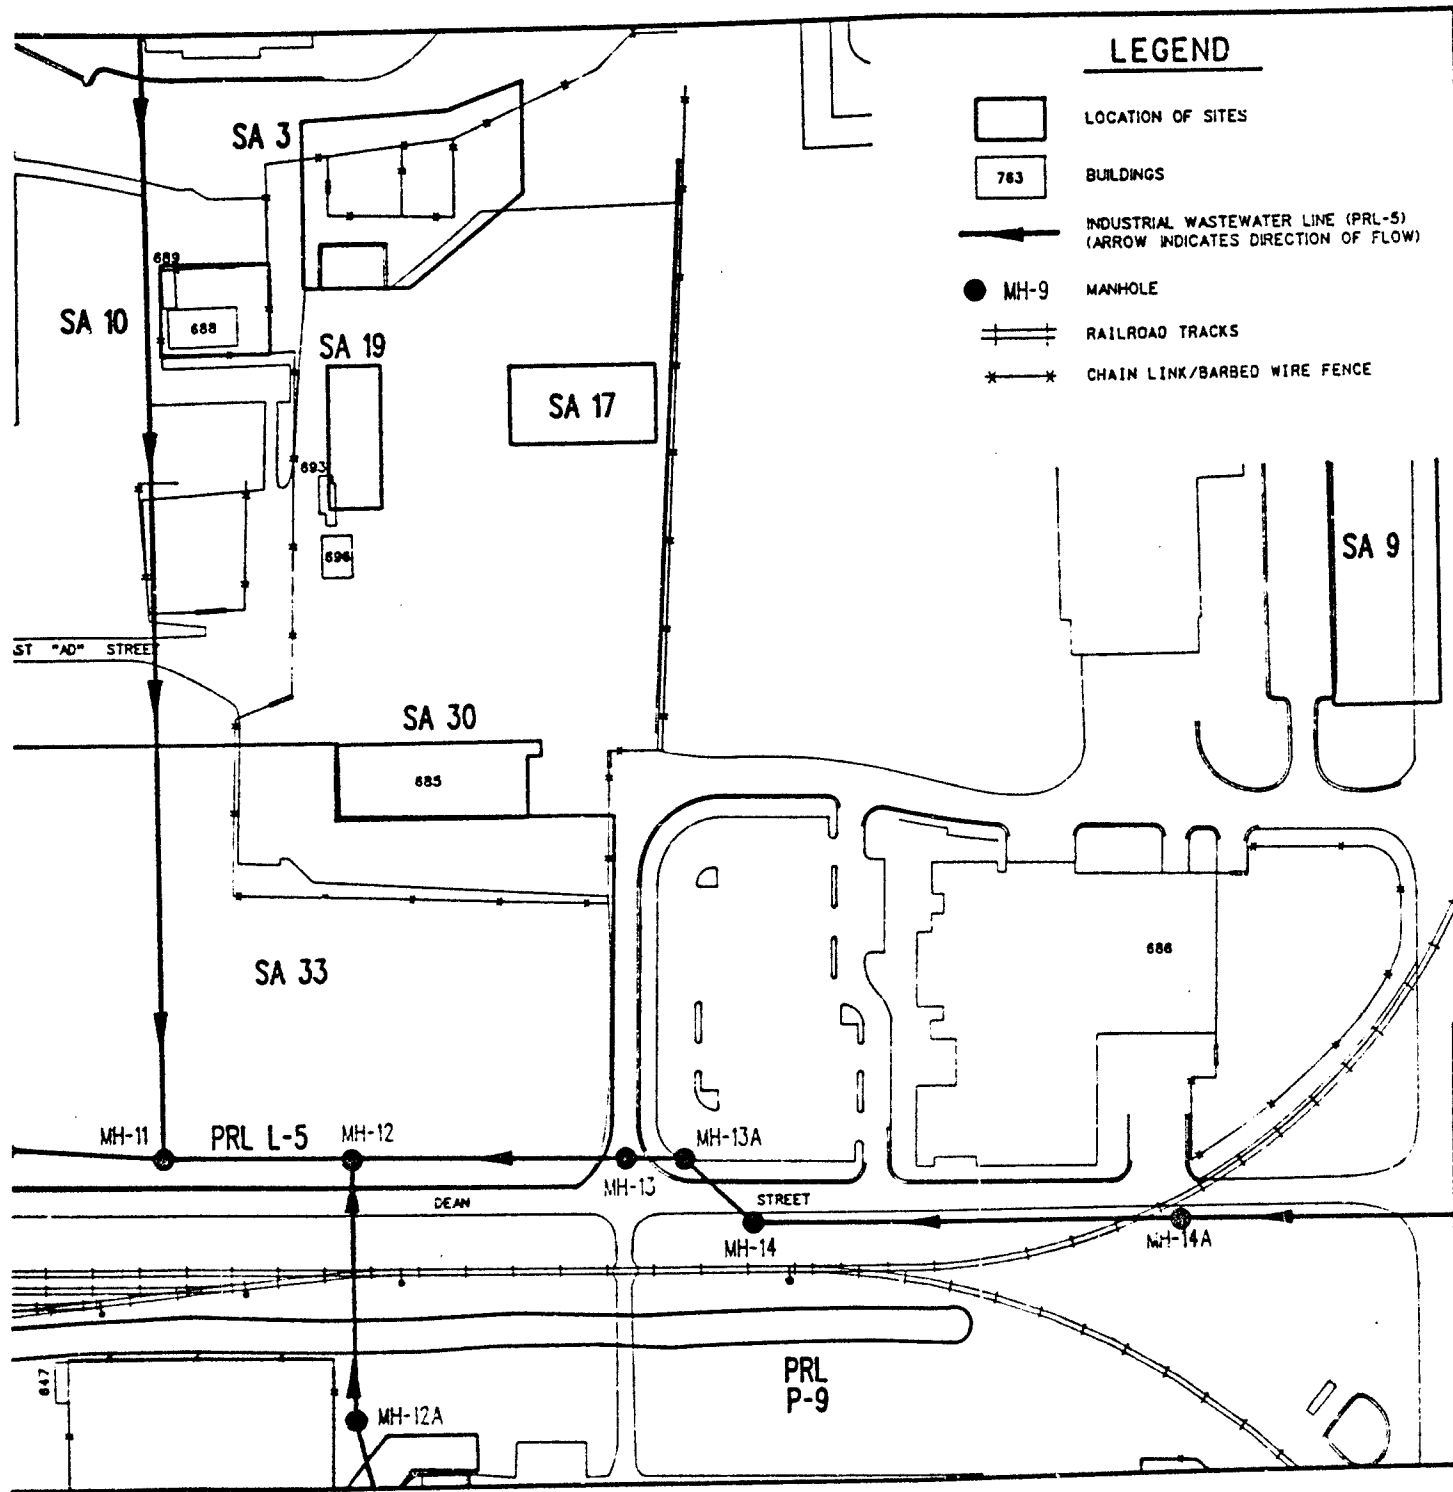 LEGEND
LOCATION OF SITES
763
BUILDINGS
INDUSTRIAL WASTEWATER LINE (PRL-5)
(ARROW INDICATES DIRECTION OF FLOW)
MH-9
MANHOLE
RAILROAD TRACKS
CHAIN LINK/BARBED WIRE FENCE
SA 3
689
SA 10
688
SA 19
SA 17
693
696
SA 9
ST "AD" STREET
SA 30
685
686
SA 33
MH-11
PRL L-5
MH-12
MH-13A
MH-13
DEAN
STREET
MH-14
MH-14A
PRL
P-9
647
MH-12A